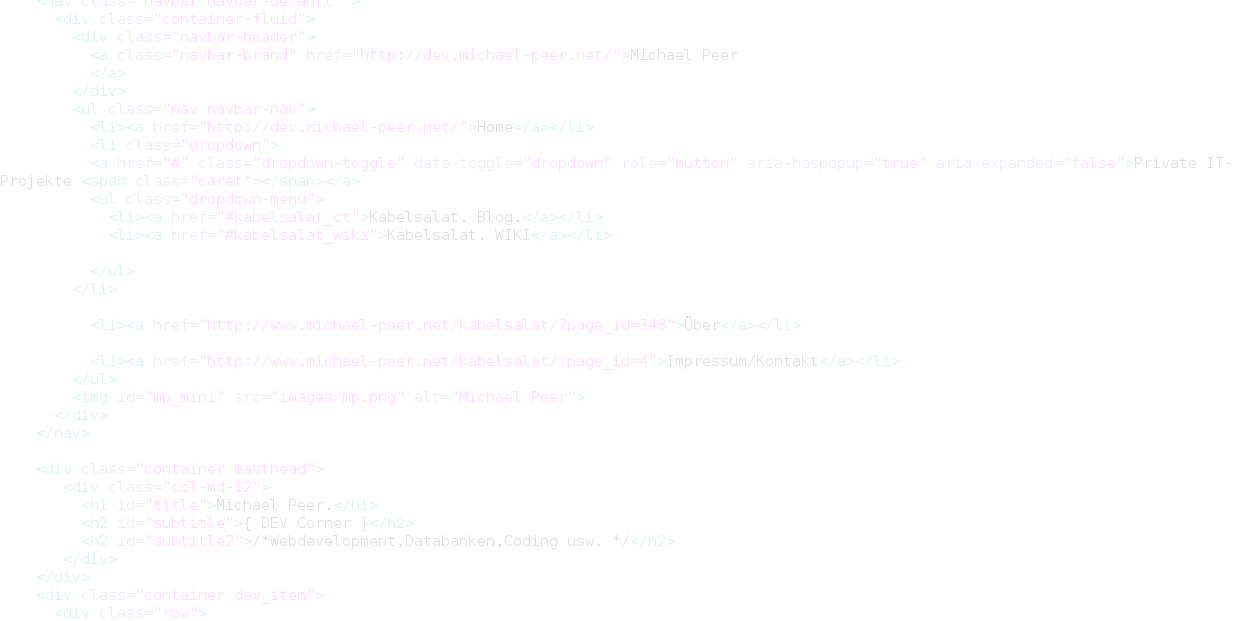 <nav class="navbar navbar-default ">
<div class="container-fluid">
<div class="navbar-header">
<a class="navbar-brand" href="http://dev.michael-peer.net/">Michael Peer
</a>
</div>
<ul class="nav navbar-nav">
<li><a href="http://dev.michael-peer.net/">Home</a></li>
<li class="dropdown">
<a href="#" class="dropdown-toggle" data-toggle="dropdown" role="button" aria-haspopup="true" aria-expanded="false">Private IT-
Projekte <span class="caret"></span></a>
<ul class="dropdown-menu">
<li><a href="#kabelsalat_ct">Kabelsalat. Blog.</a></li>
<li><a href="#kabelsalat_wiki">Kabelsalat. WIKI</a></li>
</ul>
</li>
<li><a href="http://www.michael-peer.net/kabelsalat/?page_id=348">Über</a></li>
<li><a href="http://www.michael-peer.net/kabelsalat/?page_id=4">Impressum/Kontakt</a></li>
</ul>
<img id="mp_mini" src="images/mp.png" alt="Michael Peer">
</div>
</nav>
<div class="container masthead">
<div class="col-md-12">
<h1 id="title">Michael Peer.</h1>
<h2 id="subtitle">{ DEV Corner }</h2>
<h2 id="subtitle2">/*Webdevelopment,Databanken,Coding usw. */</h2>
</div>
</div>
<div class="container dev_item">
<div class="row">